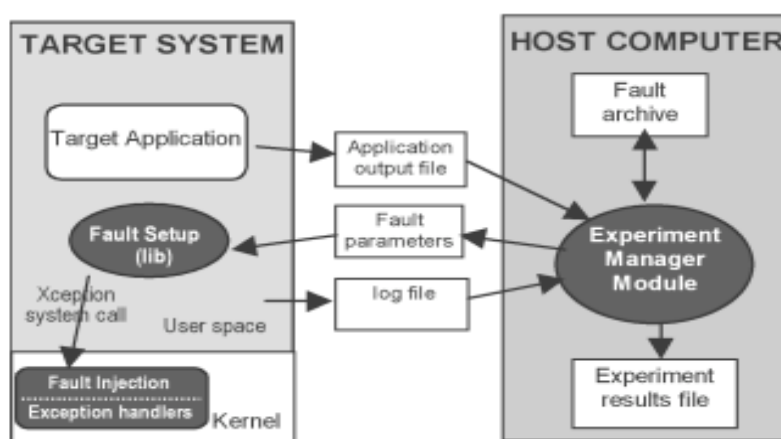 TARGET SYSTEM
Target Application
Fault Setup
(lib)
Xception
system call
User space
Fault Injection
Exception handlers
Kernel
Application
output file
Fault
parameters
log file
HOST COMPUTER
Fault
archive
Experiment
Manager
Module
Experiment
results file